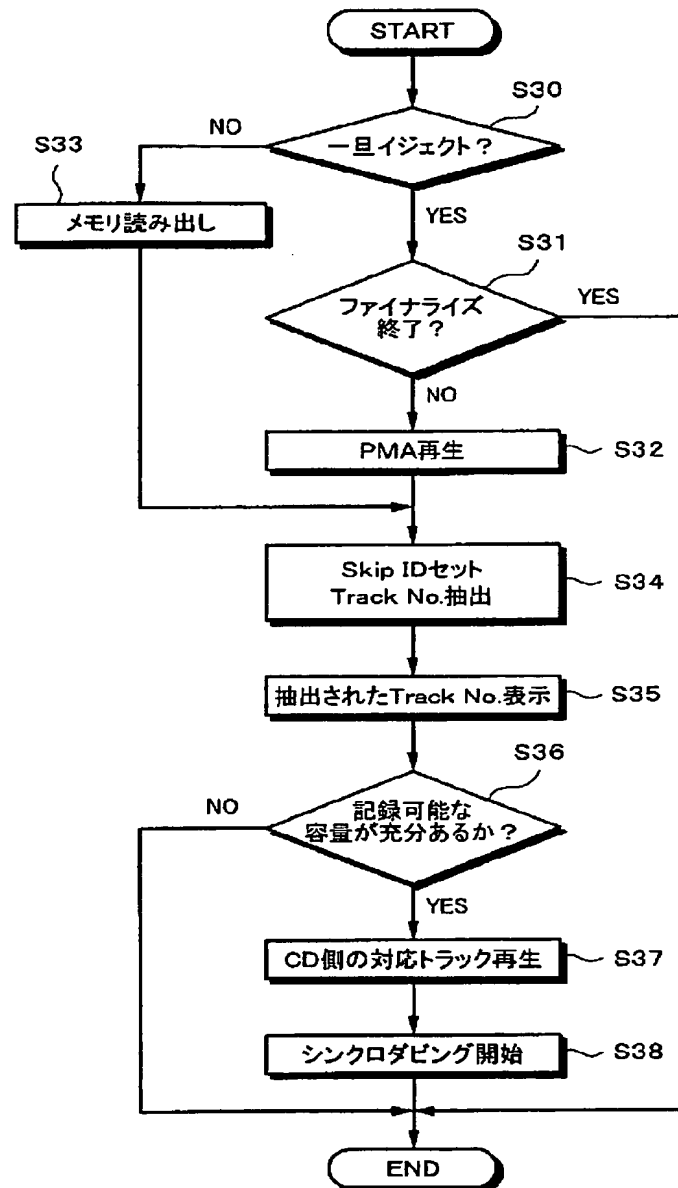 START
S30
NO
一旦イジェクト?
S33
メモリ読み出し
YES
S31
ファイナライズ
終了?
YES
NO
PMA再生
S32
Skip IDセット
Track No.抽出
S34
抽出されたTrack No.表示
S35
S36
NO
記録可能な
容量が充分あるか?
YES
CD側の対応トラック再生
S37
シンクロダビング開始
S38
END